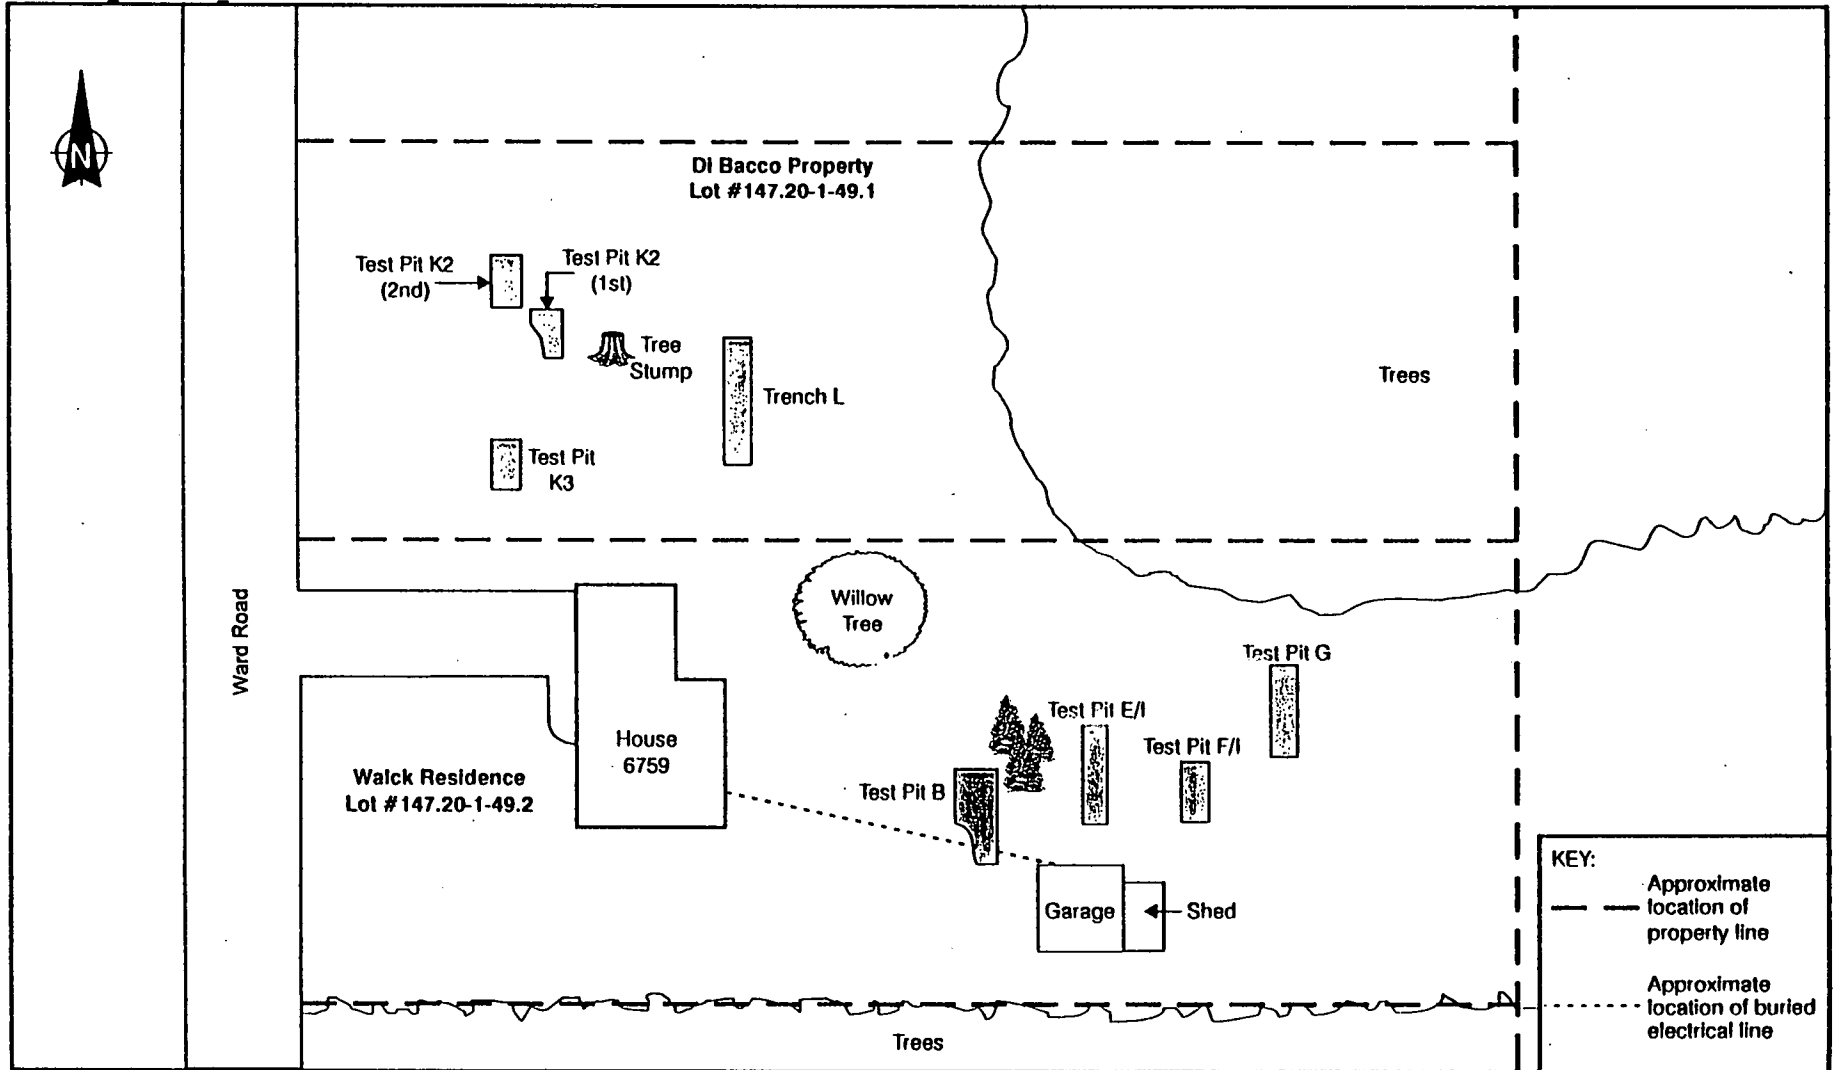 N
DI Bacco Property
Lot #147.20-1-49.1
Test Pit K2
(2nd)
Test Pit K2
(1st)
Tree
Stump
Trench L
Trees
Test Pit
K3
Ward Road
Willow
Tree
House
6759
Walck Residence
Lot #147.20-1-49.2
Test Pit G
Test Pit E/I
Test Pit F/I
Test Pit B
Garage
Shed
Trees
KEY:
Approximate
location of
property line
Approximate
location of buried
electrical line